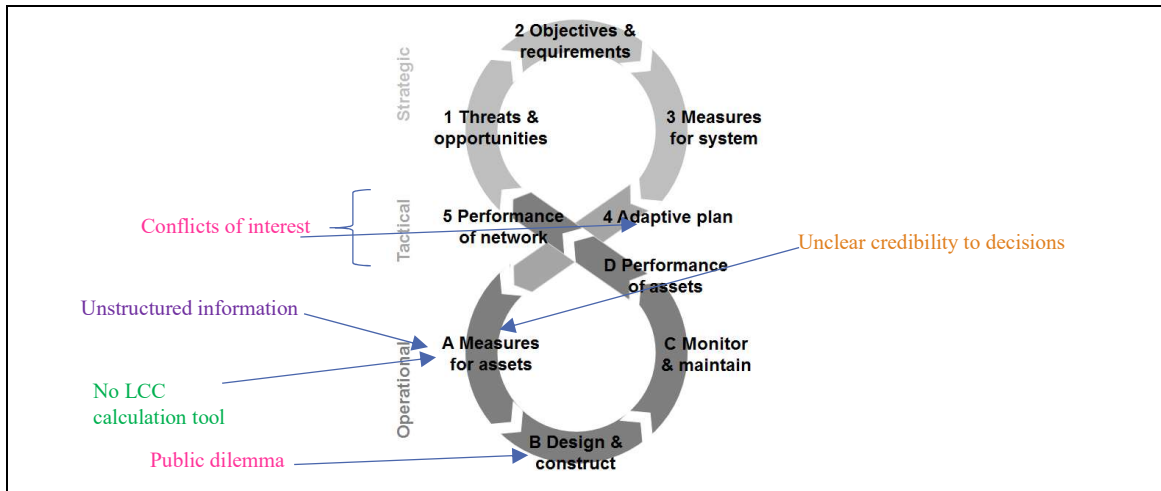 2 Objectives &
requirements
Strategic
1 Threats &
opportunities
3 Measures
for system
Conflicts of interest
Tactical
5 Performance
of network
4 Adaptive plan
Unclear credibility to decisions
D Performance
of assets
Unstructured information
A Measures
for assets
C Monitor
& maintain
No LCC
calculation tool
Operational
Public dilemma
B Design &
construct